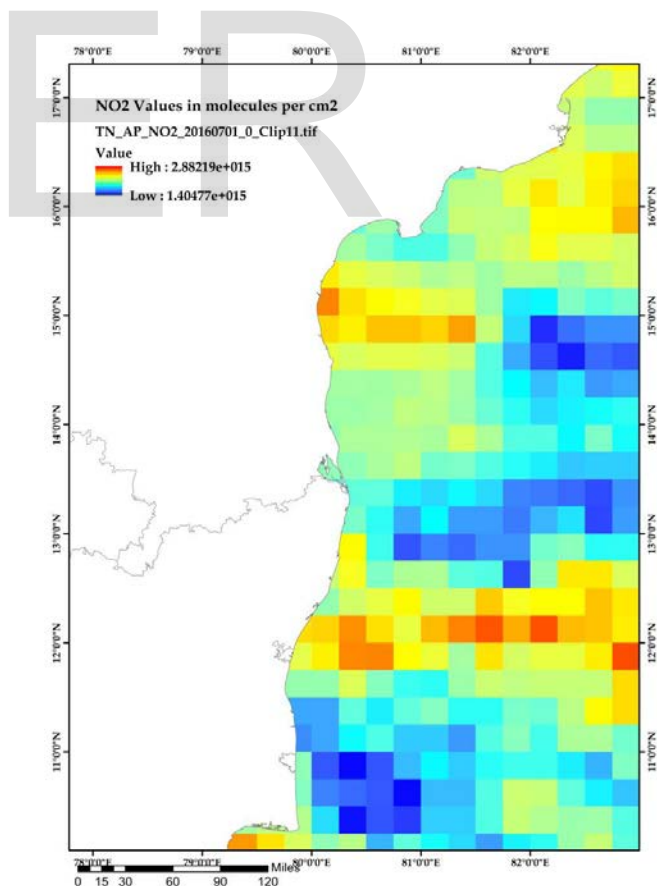 ER
78°0'0"E 79°0'0"E 80°0'0"E 81°0'0"E 82°0'0"E
NO2 Values in molecules per cm2
TN_AP_NO2_20160701_0_Clip11.tif
Value
High : 2.88219e+015
Low : 1.40477e+015
17°0'0"N 17°0'0"N
16°0'0"N 16°0'0"N
15°0'0"N 15°0'0"N
14°0'0"N 14°0'0"N
13°0'0"N 13°0'0"N
12°0'0"N 12°0'0"N
11°0'0"N 11°0'0"N
78°0'0"E 79°0'0"E 80°0'0"E 81°0'0"E 82°0'0"E
Miles
0 15 30 60 90 120